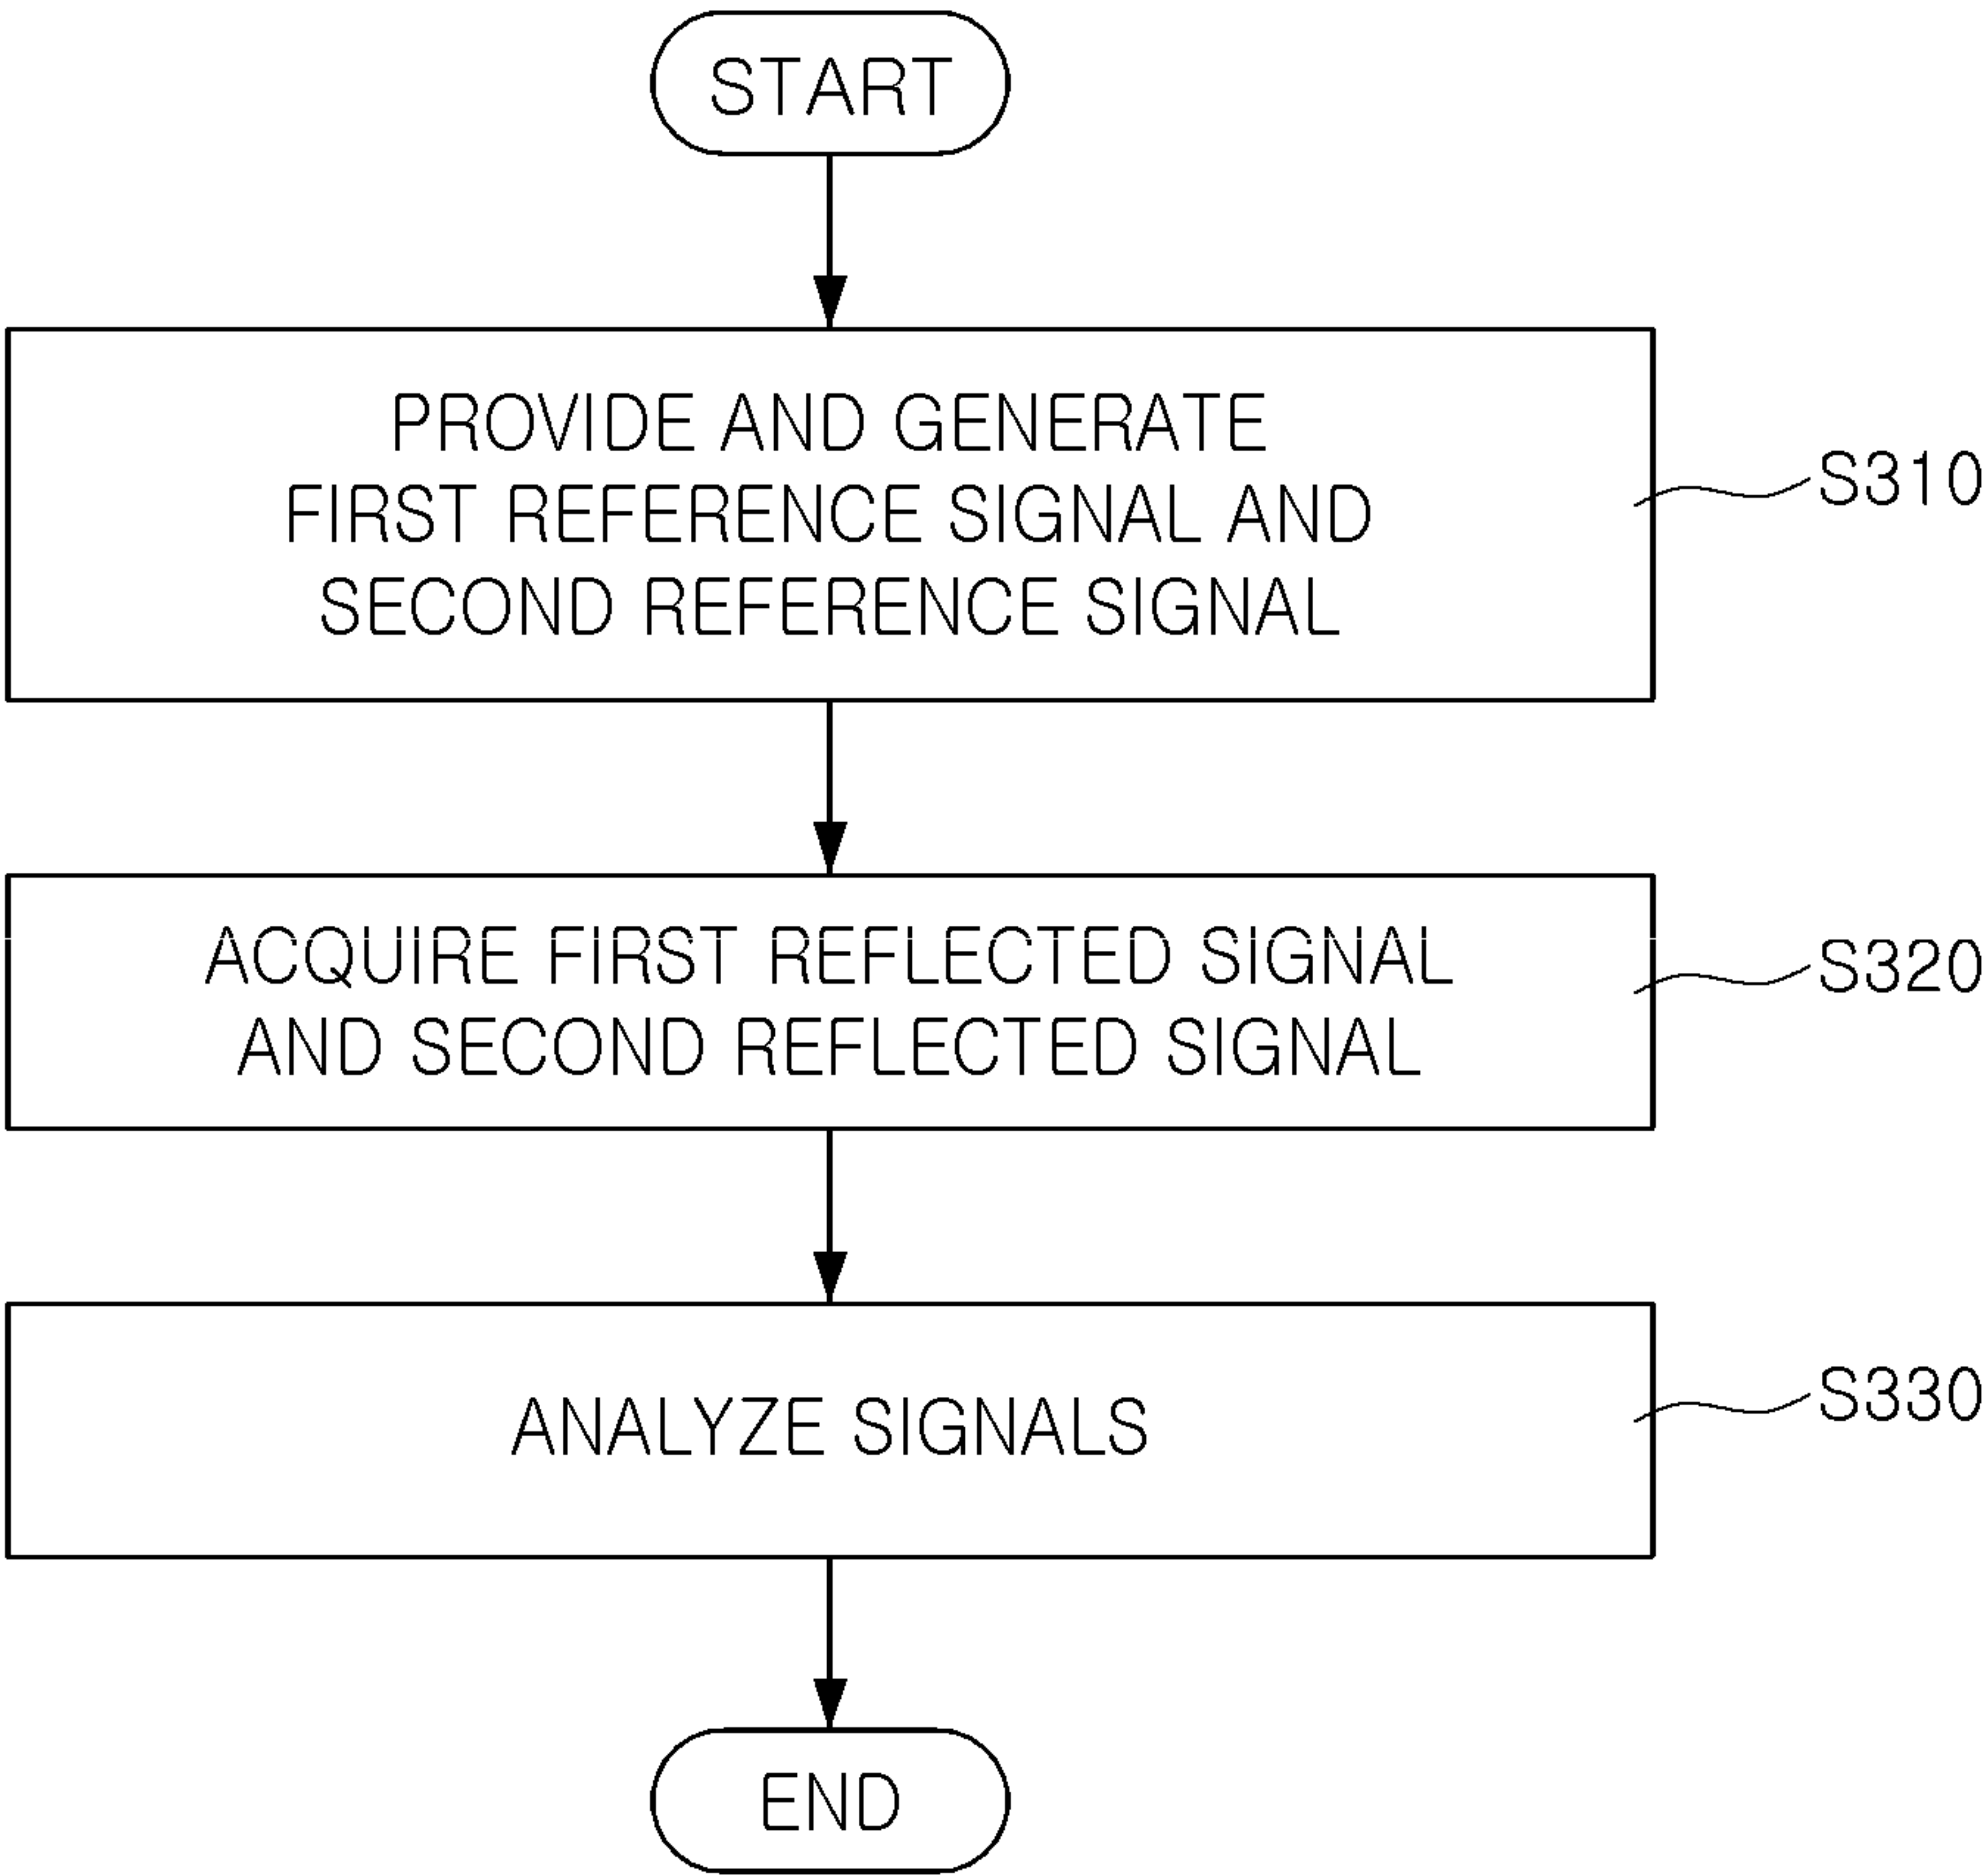 START
PROVIDE AND GENERATE
FIRST REFERENCE SIGNAL AND
SECOND REFERENCE SIGNAL
S310
ACQUIRE FIRST REFLECTED SIGNAL
AND SECOND REFLECTED SIGNAL
S320
ANALYZE SIGNALS
S330
END